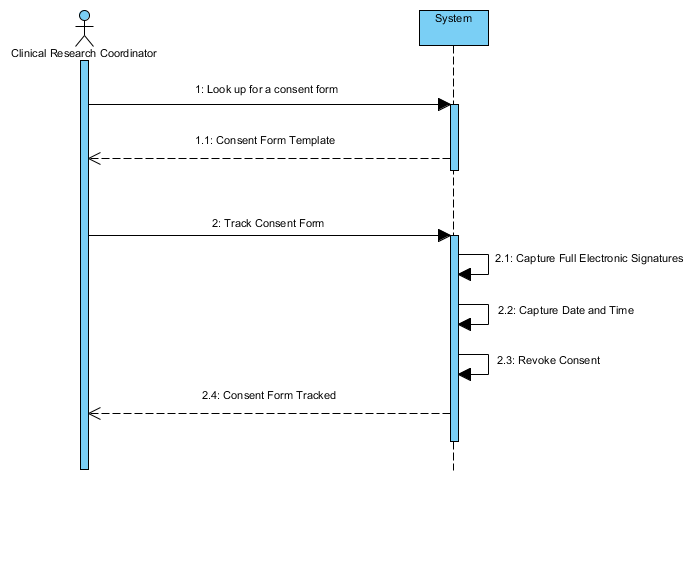 System
Clinical Research Coordinator
1: Look up for a consent form
1.1: Consent Form Template
2: Track Consent Form
2.1: Capture Full Electronic Signatures
2.2: Capture Date and Time
2.3: Revoke Consent
2.4: Consent Form Tracked